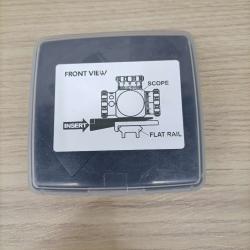 FRONT VIEW
SCOPE
INSERT
FLAT RAIL